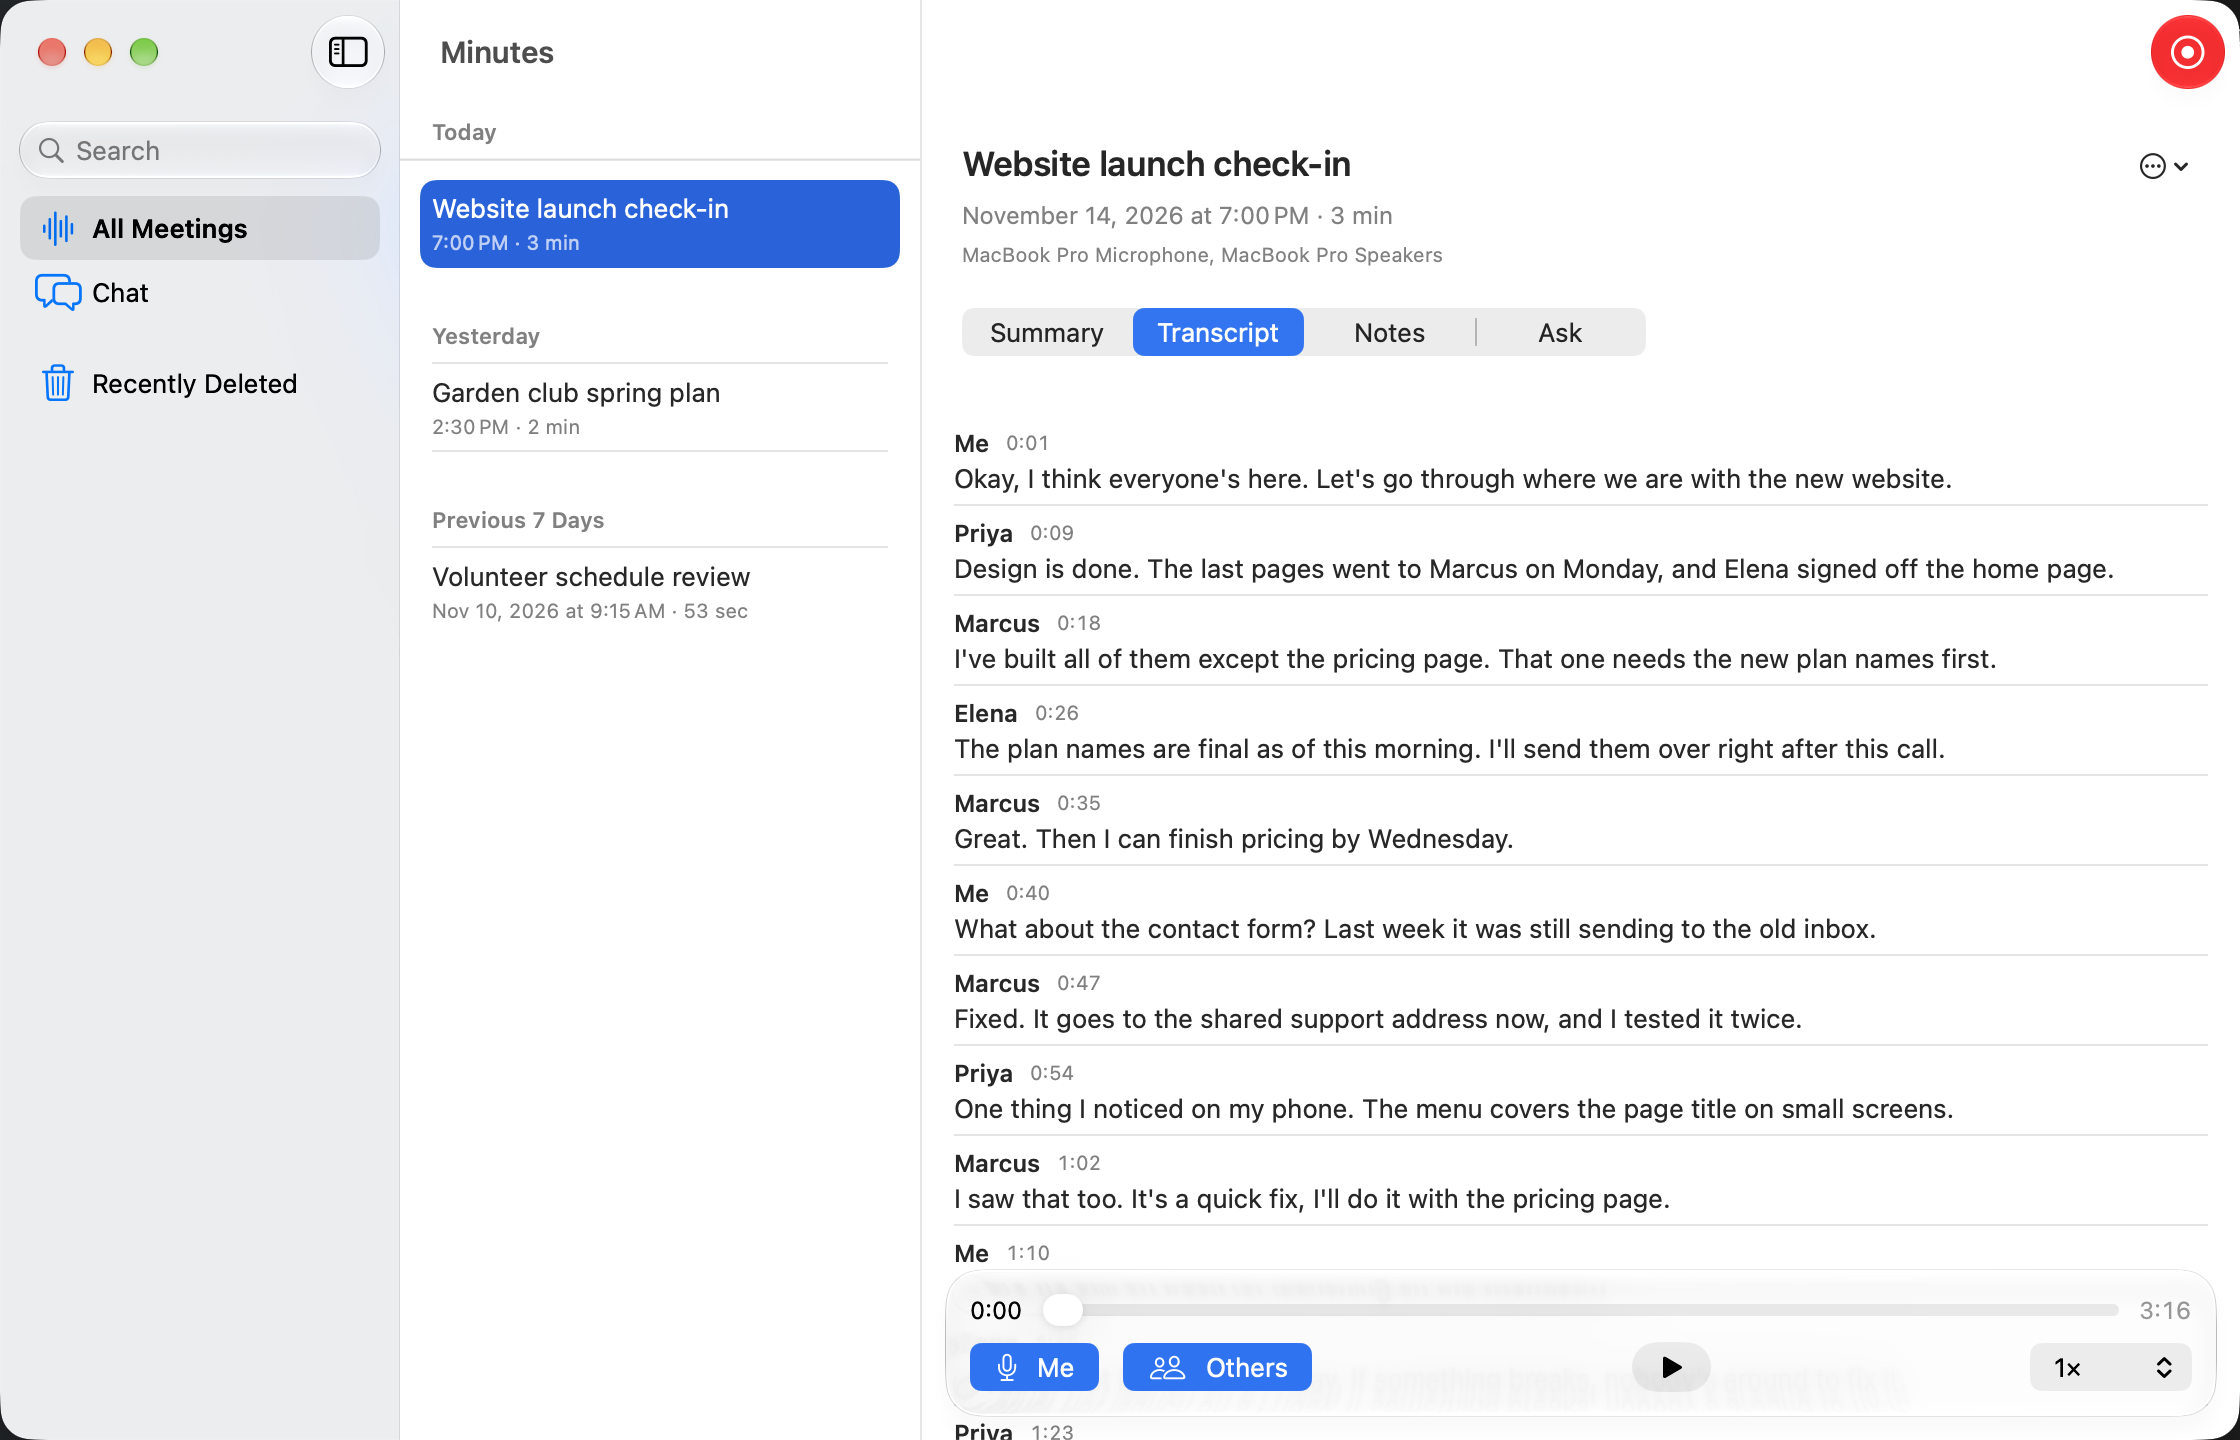 Search
All Meetings
Chat
Recently Deleted
Minutes
Today
Website launch check-in
7:00 PM · 3 min
Yesterday
Garden club spring plan
2:30 PM · 2 min
Previous 7 Days
Volunteer schedule review
Nov 10, 2026 at 9:15 AM · 53 sec
Website launch check-in
November 14, 2026 at 7:00 PM · 3 min
MacBook Pro Microphone, MacBook Pro Speakers
Summary Transcript Notes Ask
Me 0:01
Okay, I think everyone's here. Let's go through where we are with the new website.
Priya 0:09
Design is done. The last pages went to Marcus on Monday, and Elena signed off the home page.
Marcus 0:18
I've built all of them except the pricing page. That one needs the new plan names first.
Elena 0:26
The plan names are final as of this morning. I'll send them over right after this call.
Marcus 0:35
Great. Then I can finish pricing by Wednesday.
Me 0:40
What about the contact form? Last week it was still sending to the old inbox.
Marcus 0:47
Fixed. It goes to the shared support address now, and I tested it twice.
Priya 0:54
One thing I noticed on my phone. The menu covers the page title on small screens.
Marcus 1:02
I saw that too. It's a quick fix, I'll do it with the pricing page.
Me 1:10
0:00 3:16
Me Others 1×
Priya 1:23